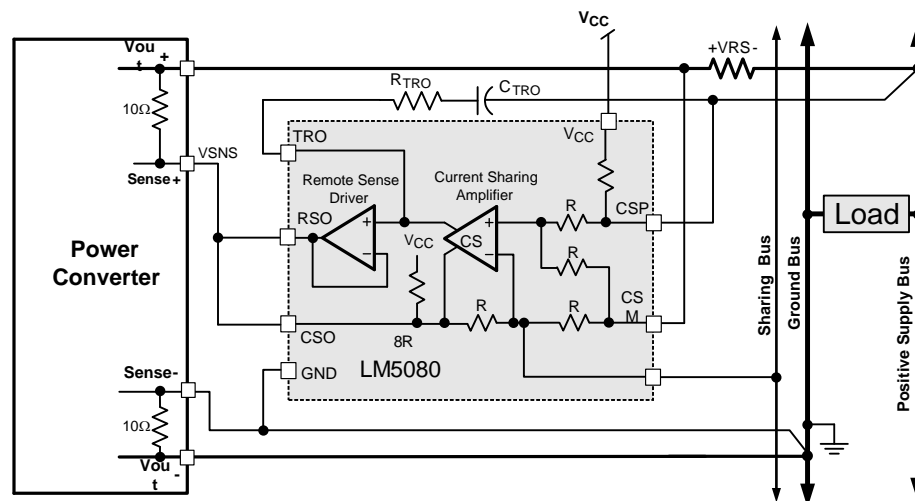 VCC
Vou
t
+
+VRS-
RTRO
CTRO
10Ω
TRO
VCC
VSNS
Sense+
Remote Sense
Driver
Current Sharing
Amplifier
R
CSP
RSO
+
-
VCC
CS
+
-
R
Load
Power
Converter
R
R
CS
M
CSO
8R
Sense-
GND
LM5080
10Ω
Vou
t
-
Sharing Bus
Ground Bus
Positive Supply Bus